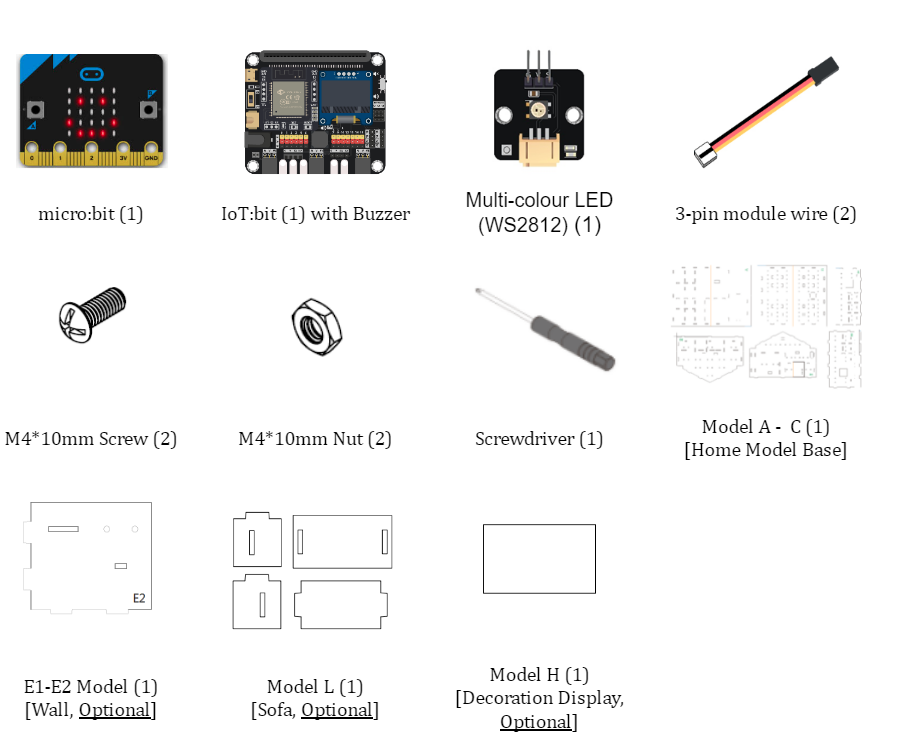 0 1 2 3V GND
micro:bit (1)
IoT:bit (1) with Buzzer
Multi-colour LED
(WS2812) (1)
3-pin module wire (2)
M4*10mm Screw (2)
M4*10mm Nut (2)
Screwdriver (1)
Model A - C (1)
[Home Model Base]
E2
E1-E2 Model (1)
[Wall, Optional]
Model L (1)
[Sofa, Optional]
Model H (1)
[Decoration Display,
Optional]